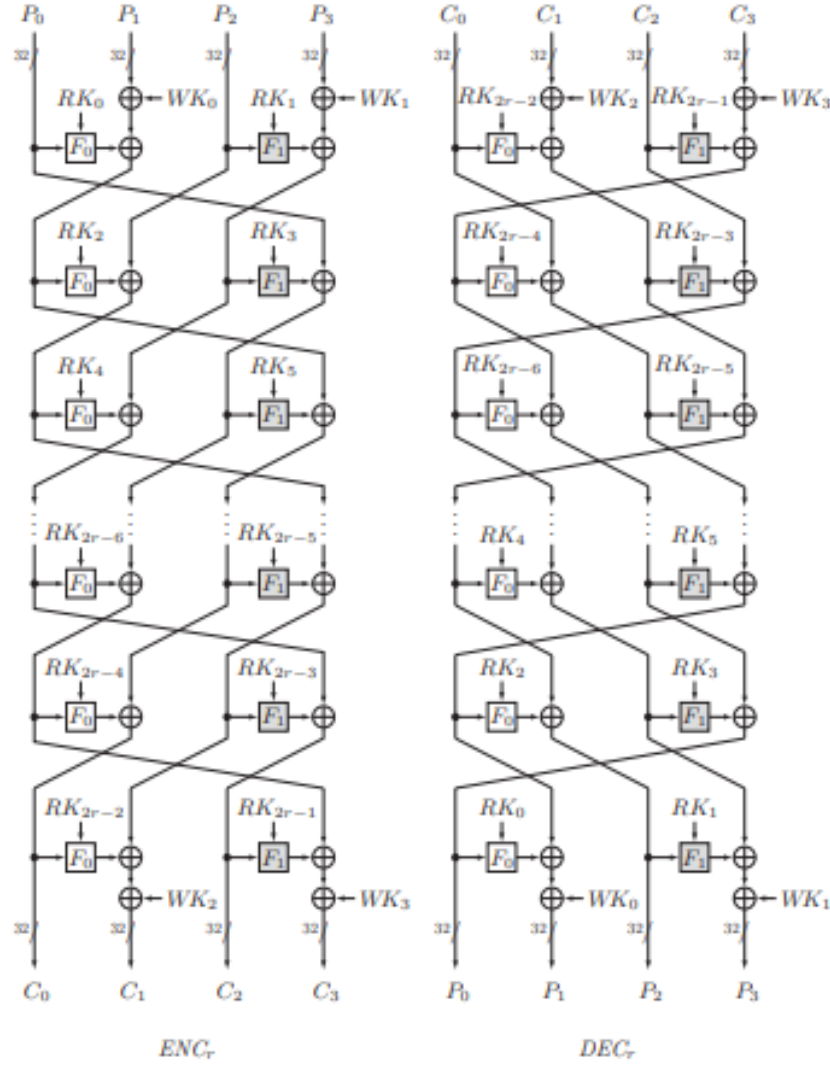 P₀ P₁ P₂ P₃ C₀ C₁ C₂ C₃
32 32 32 32 32 32 32 32
RK₀ WK₀ RK₁ WK₁ RK₂ᵣ₋₂ WK₂ RK₂ᵣ₋₁ WK₃
F₀ F₁ F₀ F₁
RK₂ RK₃ RK₂ᵣ₋₄ RK₂ᵣ₋₃
F₀ F₁ F₀ F₁
RK₄ RK₅ RK₂ᵣ₋₆ RK₂ᵣ₋₅
F₀ F₁ F₀ F₁
RK₂ᵣ₋₆ RK₂ᵣ₋₅ RK₄ RK₅
F₀ F₁ F₀ F₁
RK₂ᵣ₋₄ RK₂ᵣ₋₃ RK₂ RK₃
F₀ F₁ F₀ F₁
RK₂ᵣ₋₂ RK₂ᵣ₋₁ RK₀ RK₁
F₀ F₁ F₀ F₁
WK₂ WK₃ WK₀ WK₁
32 32 32 32 32 32 32 32
C₀ C₁ C₂ C₃ P₀ P₁ P₂ P₃
ENCᵣ DECᵣ